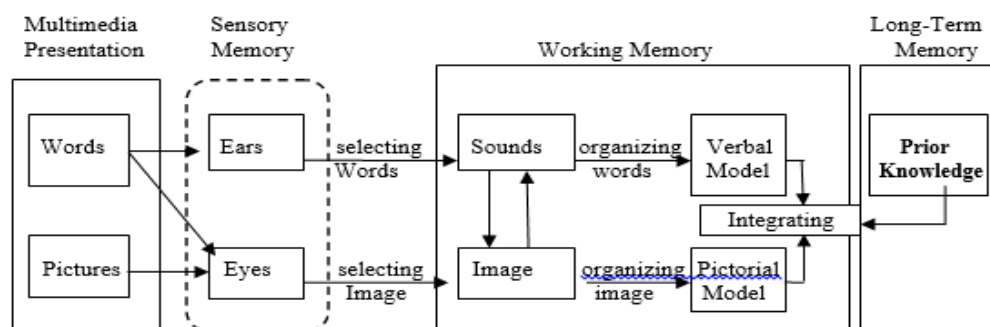 Multimedia
Presentation
Sensory
Memory
Working Memory
Long-Term
Memory
Words
Ears
selecting
Words
Sounds
organizing
words
Verbal
Model
Prior
Knowledge
Integrating
Pictures
Eyes
selecting
Image
Image
organizing
image
Pictorial
Model